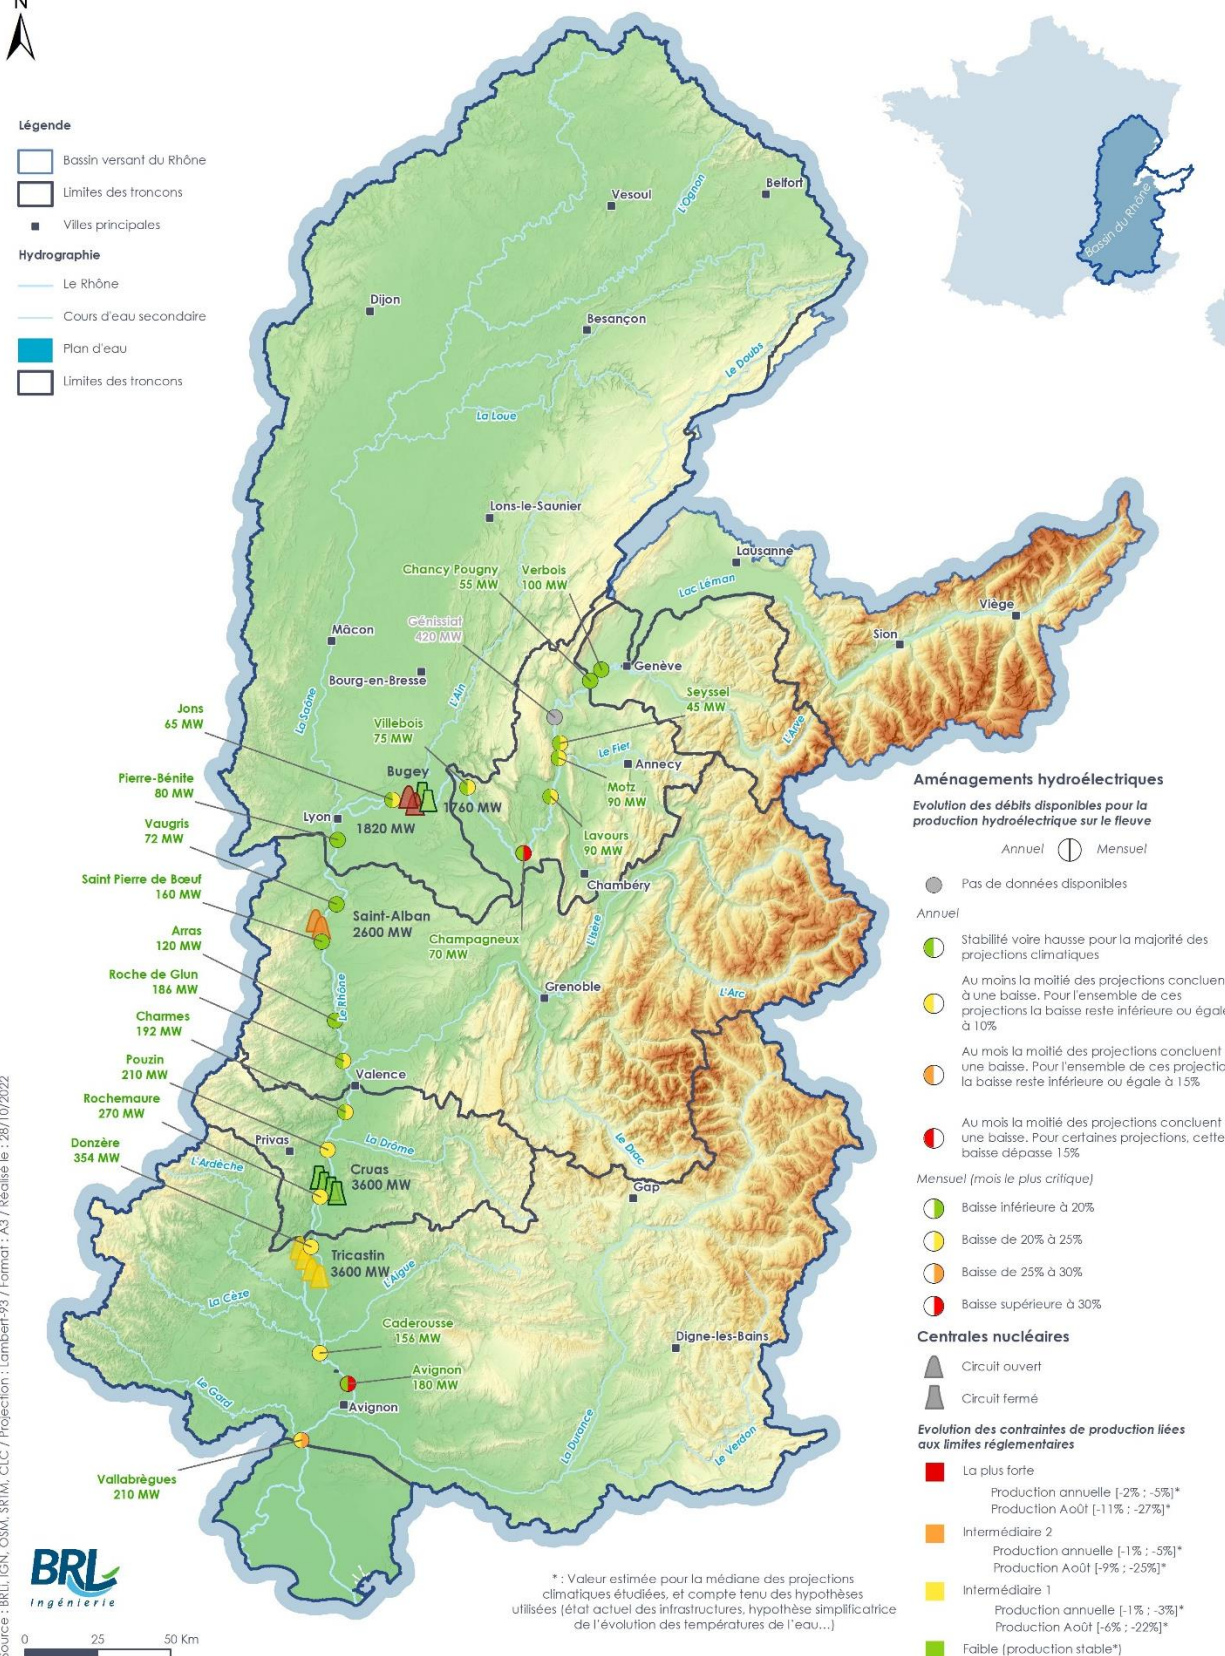 N
Légende
Bassin versant du Rhône
Limites des troncons
Villes principales
Hydrographie
Le Rhône
Cours d'eau secondaire
Plan d'eau
Limites des troncons
Bassin du Rhône
Vesoul
Belfort
L'Ognon
Dijon
Besançon
Le Doubs
La Loue
Lons-le-Saunier
Lausanne
Chancy Pougny
55 MW
Verbois
100 MW
Lac Léman
Viège
Sion
Génissiat
420 MW
Mâcon
Genève
Bourg-en-Bresse
L'Ain
La Saône
Seyssel
45 MW
L'Arve
Jons
65 MW
Villebois
75 MW
Le Fier
Annecy
Bugey
1760 MW
1820 MW
Motz
90 MW
Pierre-Bénite
80 MW
Lyon
Vaugris
72 MW
Lavours
90 MW
Chambéry
Saint Pierre de Bœuf
160 MW
Saint-Alban
2600 MW
Arras
120 MW
Champagneux
70 MW
L'Isère
Roche de Glun
186 MW
Le Rhône
Grenoble
L'Arc
Charmes
192 MW
Pouzin
210 MW
Valence
Rochemaure
270 MW
Privas
La Drôme
Le Drac
Donzère
354 MW
L'Ardèche
Cruas
3600 MW
Gap
Tricastin
3600 MW
L'Aigue
La Cèze
Caderousse
156 MW
Digne-les-Bains
Avignon
180 MW
Le Gard
Avignon
La Durance
Le Verdon
Vallabrègues
210 MW
Aménagements hydroélectriques
Evolution des débits disponibles pour la
production hydroélectrique sur le fleuve
Annuel Mensuel
Pas de données disponibles
Annuel
Stabilité voire hausse pour la majorité des
projections climatiques
Au moins la moitié des projections concluen
à une baisse. Pour l'ensemble de ces
projections la baisse reste inférieure ou égale
à 10%
Au mois la moitié des projections concluent
une baisse. Pour l'ensemble de ces projectio
la baisse reste inférieure ou égale à 15%
Au mois la moitié des projections concluent
une baisse. Pour certaines projections, cette
baisse dépasse 15%
Mensuel (mois le plus critique)
Baisse inférieure à 20%
Baisse de 20% à 25%
Baisse de 25% à 30%
Baisse supérieure à 30%
Centrales nucléaires
Circuit ouvert
Circuit fermé
Evolution des contraintes de production liées
aux limites réglementaires
La plus forte
Production annuelle [-2% ; -5%]*
Production Août [-11% ; -27%]*
Intermédiaire 2
Production annuelle [-1% ; -5%]*
Production Août [-9% ; -25%]*
Intermédiaire 1
Production annuelle [-1% ; -3%]*
Production Août [-6% ; -22%]*
Faible (production stable*)
* : Valeur estimée pour la médiane des projections
climatiques étudiées, et compte tenu des hypothèses
utilisées (état actuel des infrastructures, hypothèse simplificatrice
de l'évolution des températures de l'eau...)
BRL
Ingénierie
0 25 50 Km
Source : BRLi, IGN, OSM, SRTM, CLC / Projection : Lambert-93 / Format : A3 / Réalisé le : 28/10/2022